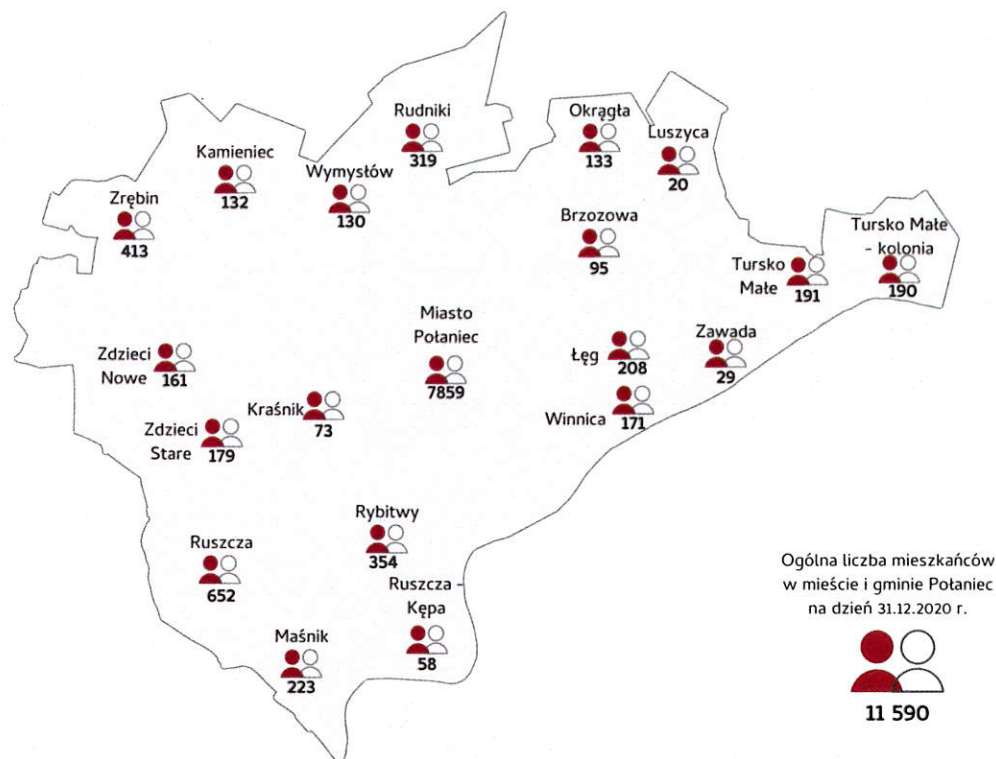 Rudniki
319
Okrągła
133
Łuszyca
20
Kamieniec
132
Wymysłów
130
Zrębin
413
Brzozowa
95
Tursko Małe
- kolonia
190
Tursko
Małe
191
Miasto
Połaniec
7859
Zdzieci
Nowe
161
Łęg
208
Zawada
29
Kraśnik
73
Winnica
171
Zdzieci
Stare
179
Rybitwy
354
Ruszcza
652
Ruszcza -
Kępa
58
Maśnik
223
Ogólna liczba mieszkańców
w mieście i gminie Połaniec
na dzień 31.12.2020 r.
11 590